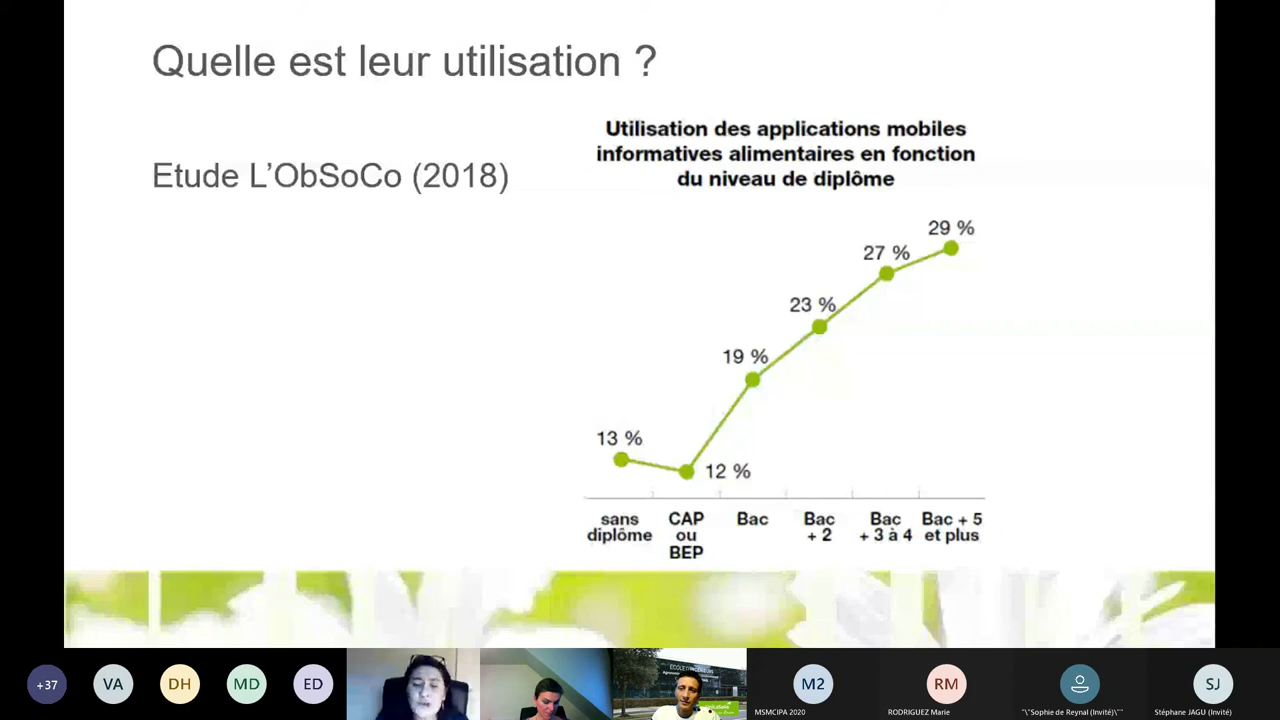 Quelle est leur utilisation ?
Etude L'ObSoCo (2018)
Utilisation des applications mobiles
informatives alimentaires en fonction
du niveau de diplôme
29 %
27 %
23 %
19 %
13 %
12 %
sans
diplôme
CAP
ou
BEP
Bac
Bac
+ 2
Bac
+ 3 à 4
Bac + 5
et plus
+37
VA
DH
MD
ED
ÉCOLE D'INGÉNIEURS
M2
MSMCIPA 2020
RM
RODRIGUEZ Marie
"\"Sophie de Reynal (Invité)\""
SJ
Stéphane JAGU (Invité)